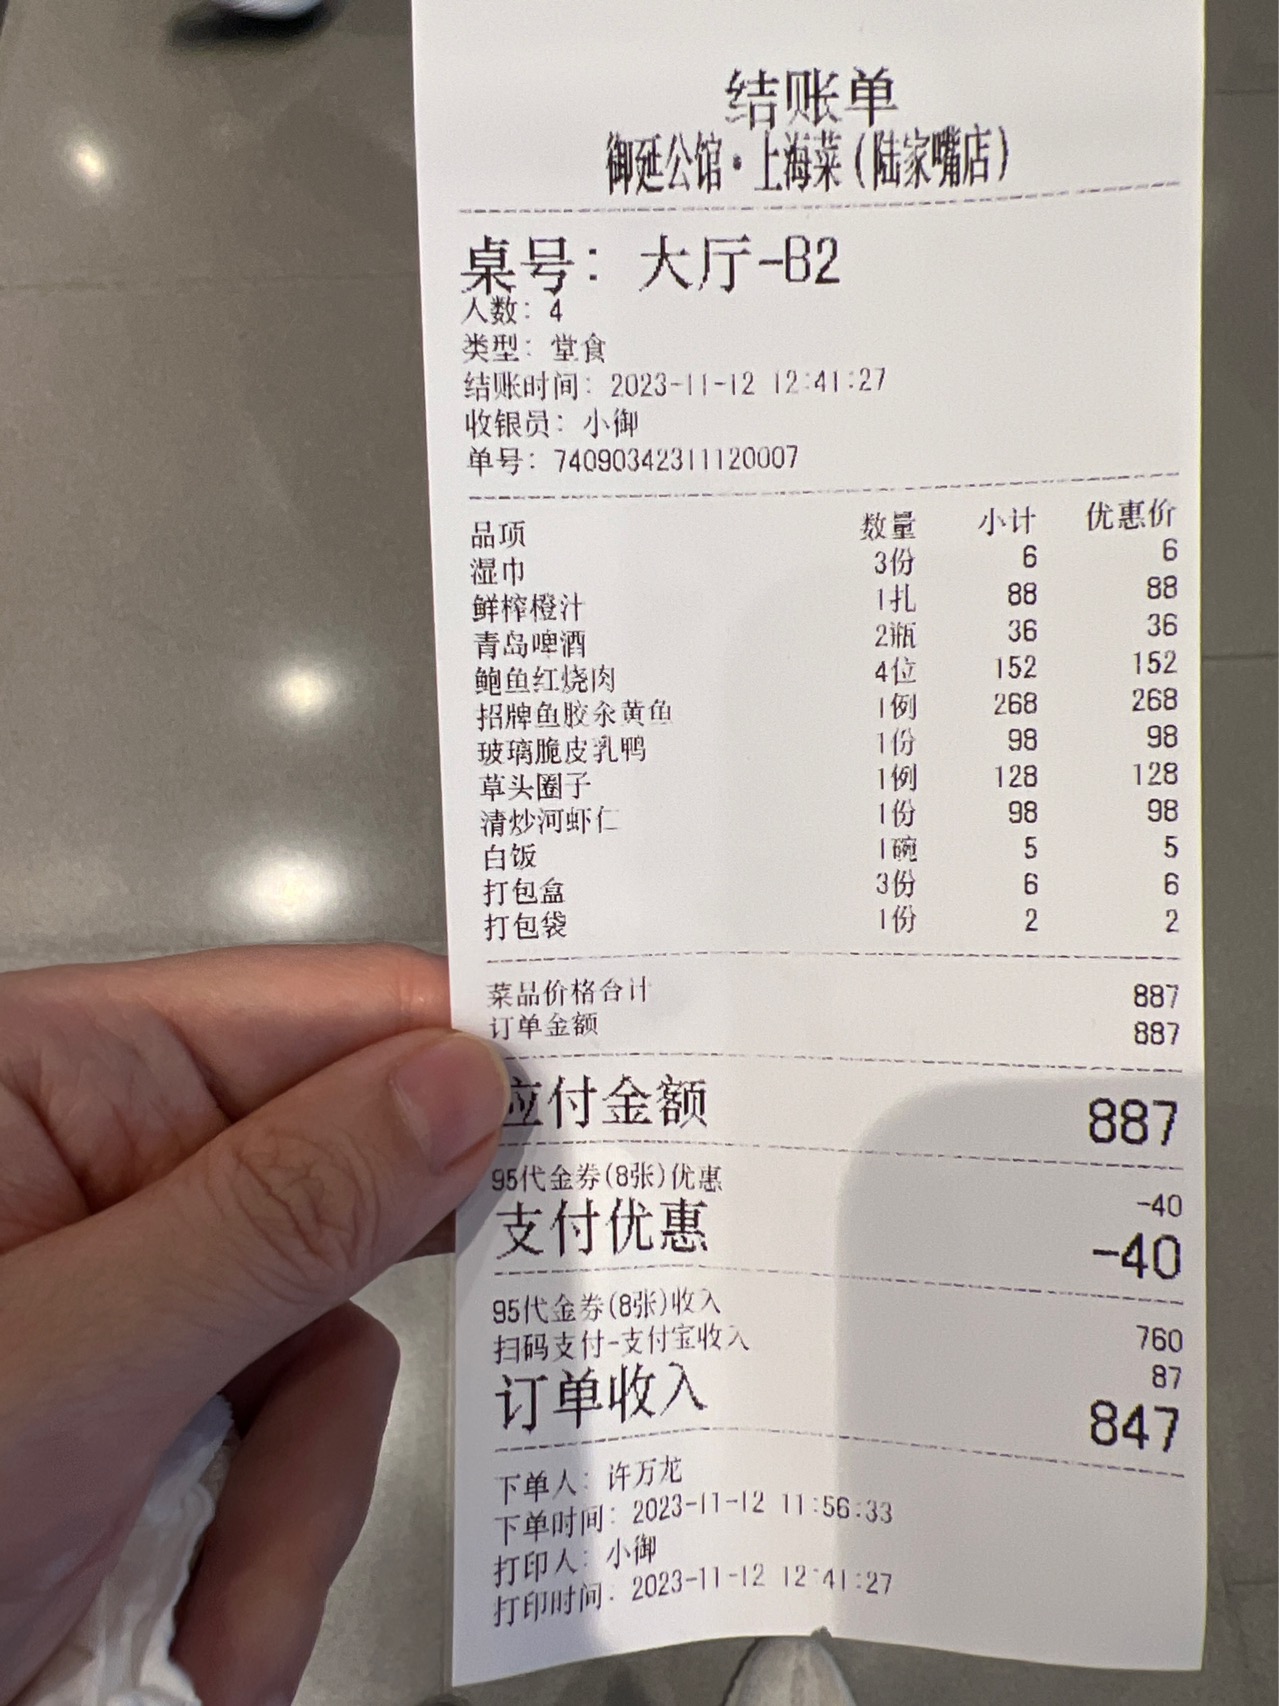 结账单
御延公馆·上海菜(陆家嘴店)
桌号: 大厅-B2
人数: 4
类型: 堂食
结账时间: 2023-11-12 12:41:27
收银员: 小御
单号: 74090342311120007
品项 数量 小计 优惠价
湿巾 3份 6 6
鲜榨橙汁 1扎 88 88
青岛啤酒 2瓶 36 36
鲍鱼红烧肉 4位 152 152
招牌鱼胶汆黄鱼 1例 268 268
玻璃脆皮乳鸭 1份 98 98
草头圈子 1例 128 128
清炒河虾仁 1份 98 98
白饭 1碗 5 5
打包盒 3份 6 6
打包袋 1份 2 2
菜品价格合计 887
订单金额 887
应付金额 887
95代金券(8张)优惠 -40
支付优惠 -40
95代金券(8张)收入 760
扫码支付-支付宝收入 87
订单收入 847
下单人: 许万龙
下单时间: 2023-11-12 11:56:33
打印人: 小御
打印时间: 2023-11-12 12:41:27